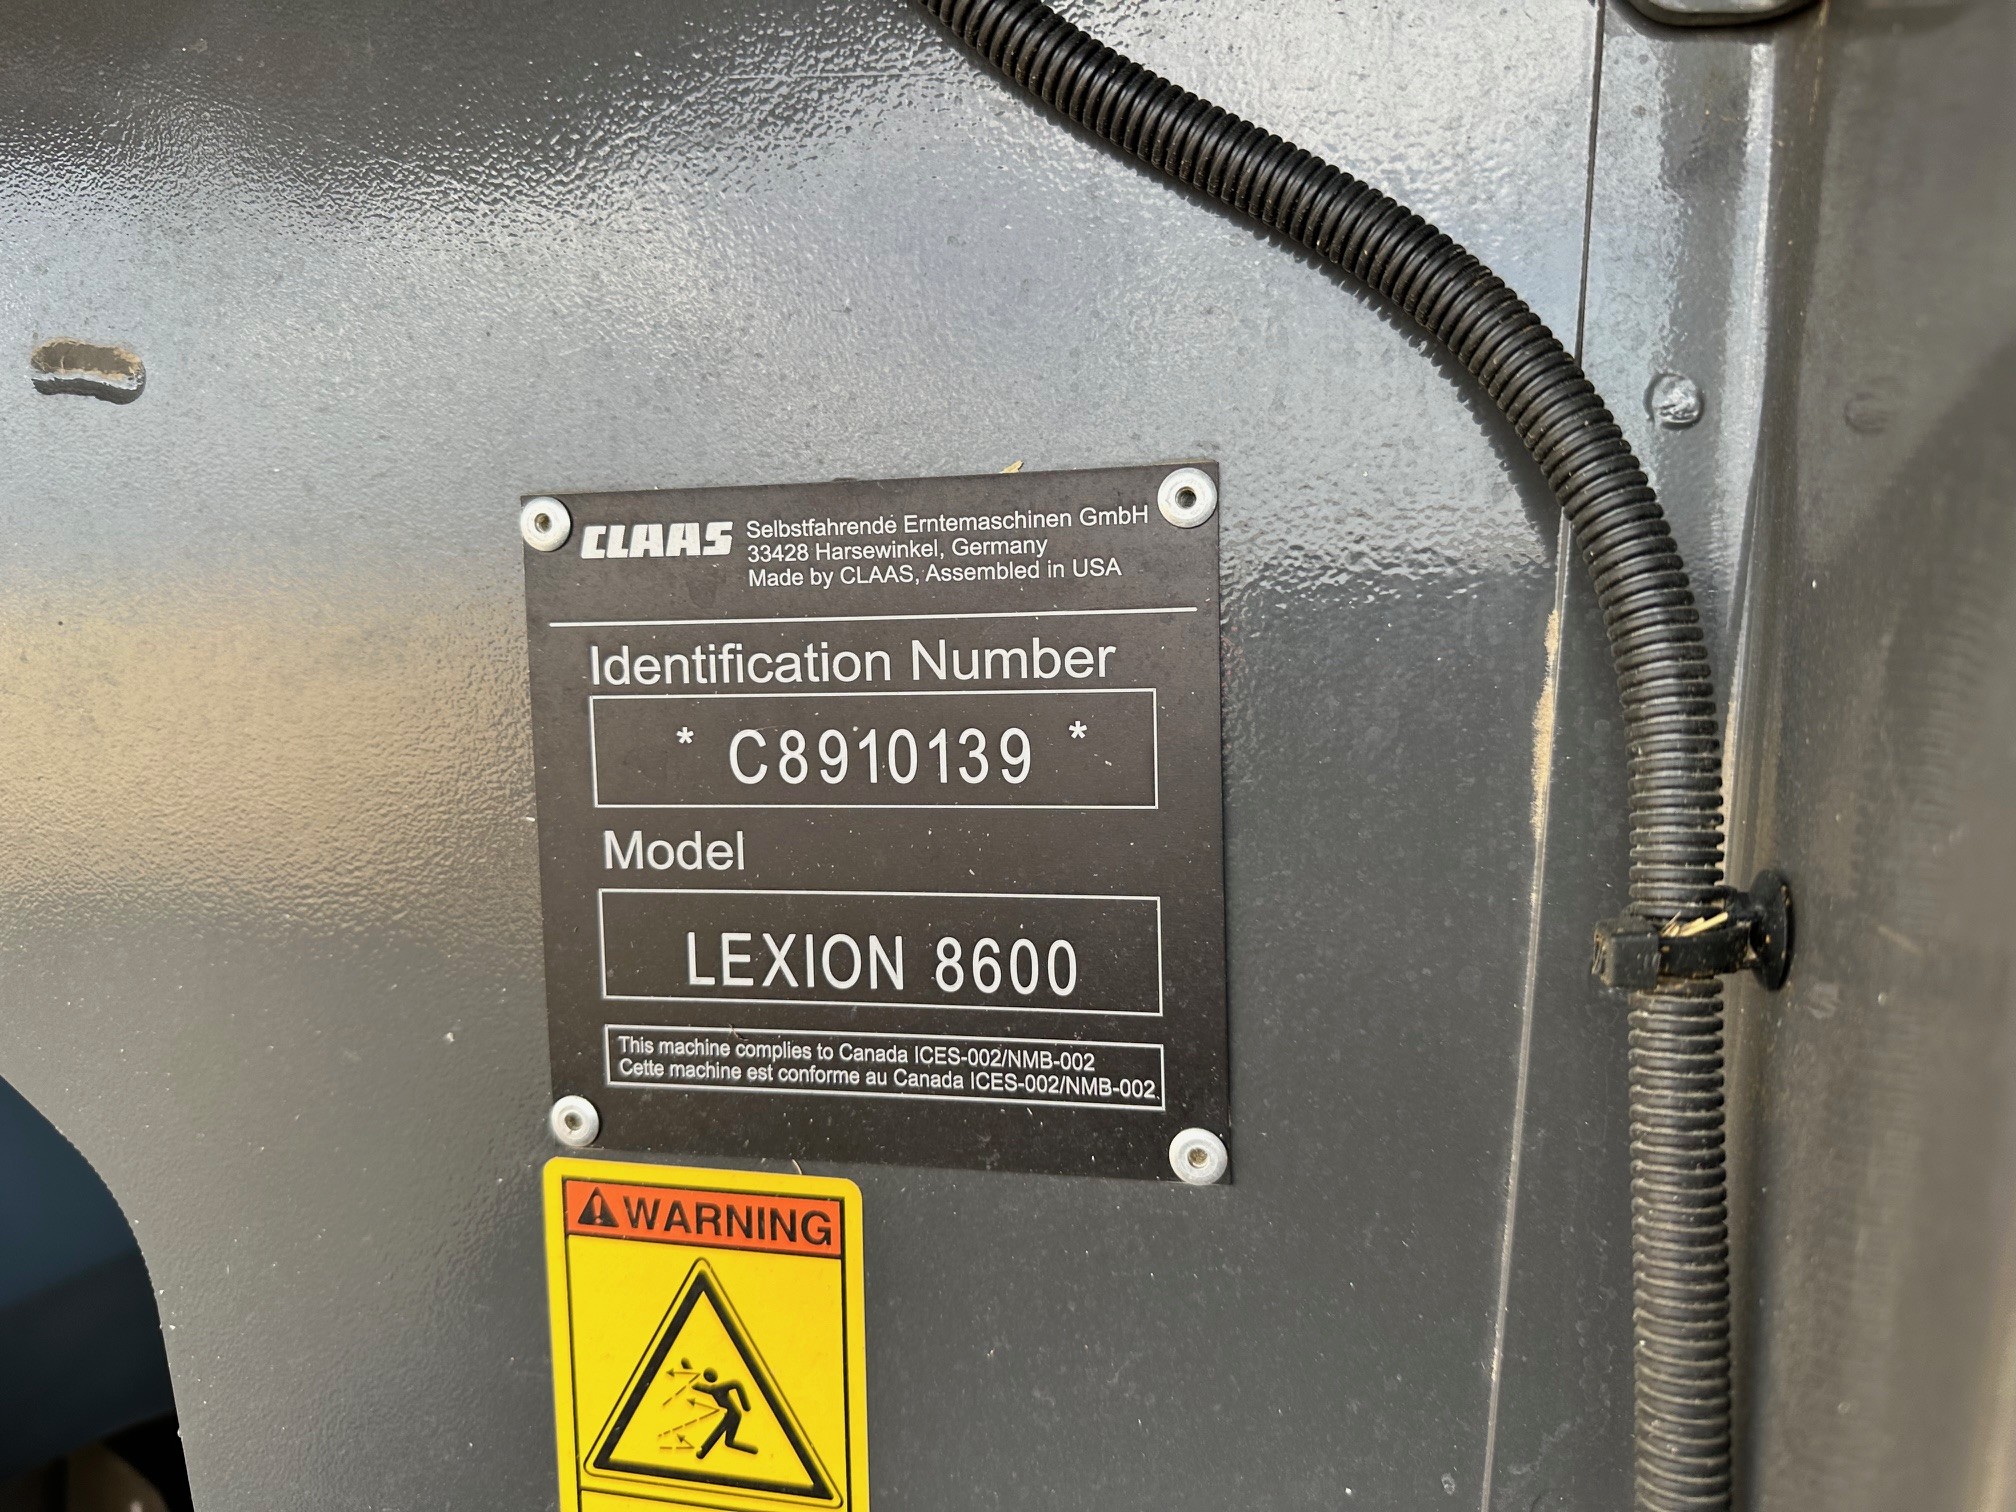 CLAAS Selbstfahrende Erntemaschinen GmbH
33428 Harsewinkel, Germany
Made by CLAAS, Assembled in USA
Identification Number
* C8910139 *
Model
LEXION 8600
This machine complies to Canada ICES-002/NMB-002
Cette machine est conforme au Canada ICES-002/NMB-002
WARNING